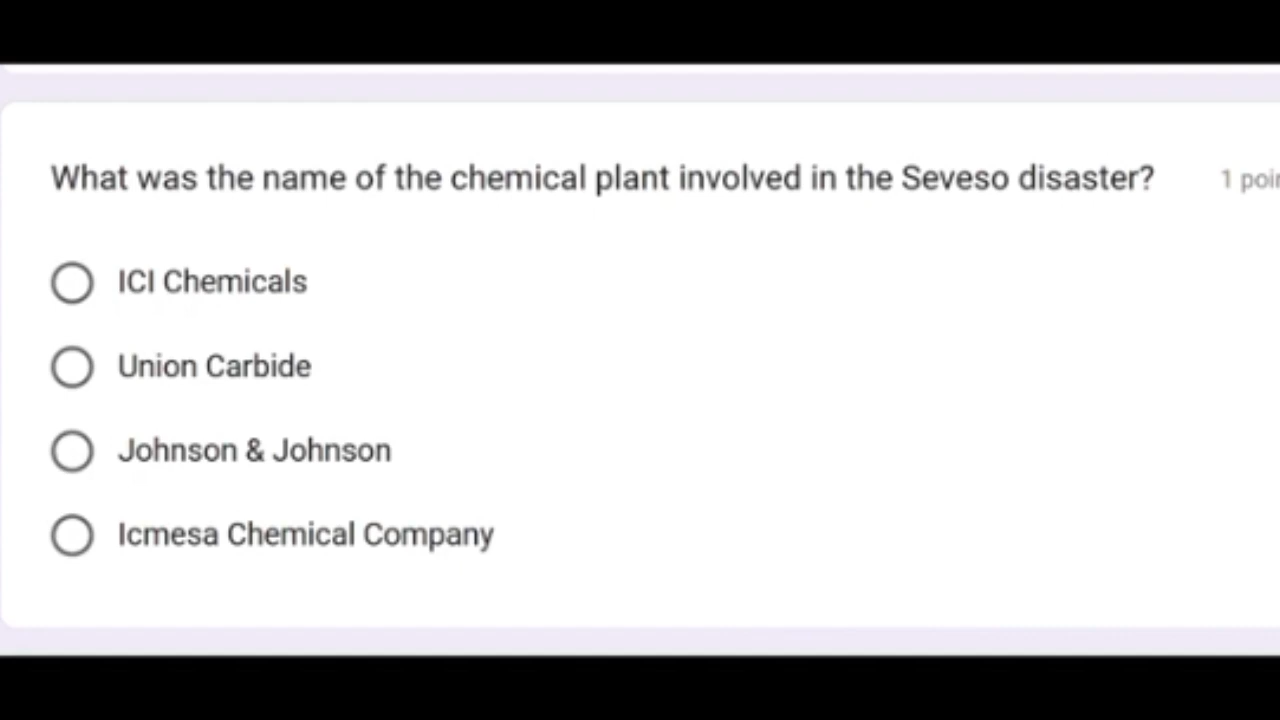 What was the name of the chemical plant involved in the Seveso disaster? 1
ICI Chemicals
Union Carbide
Johnson & Johnson
Icmesa Chemical Company